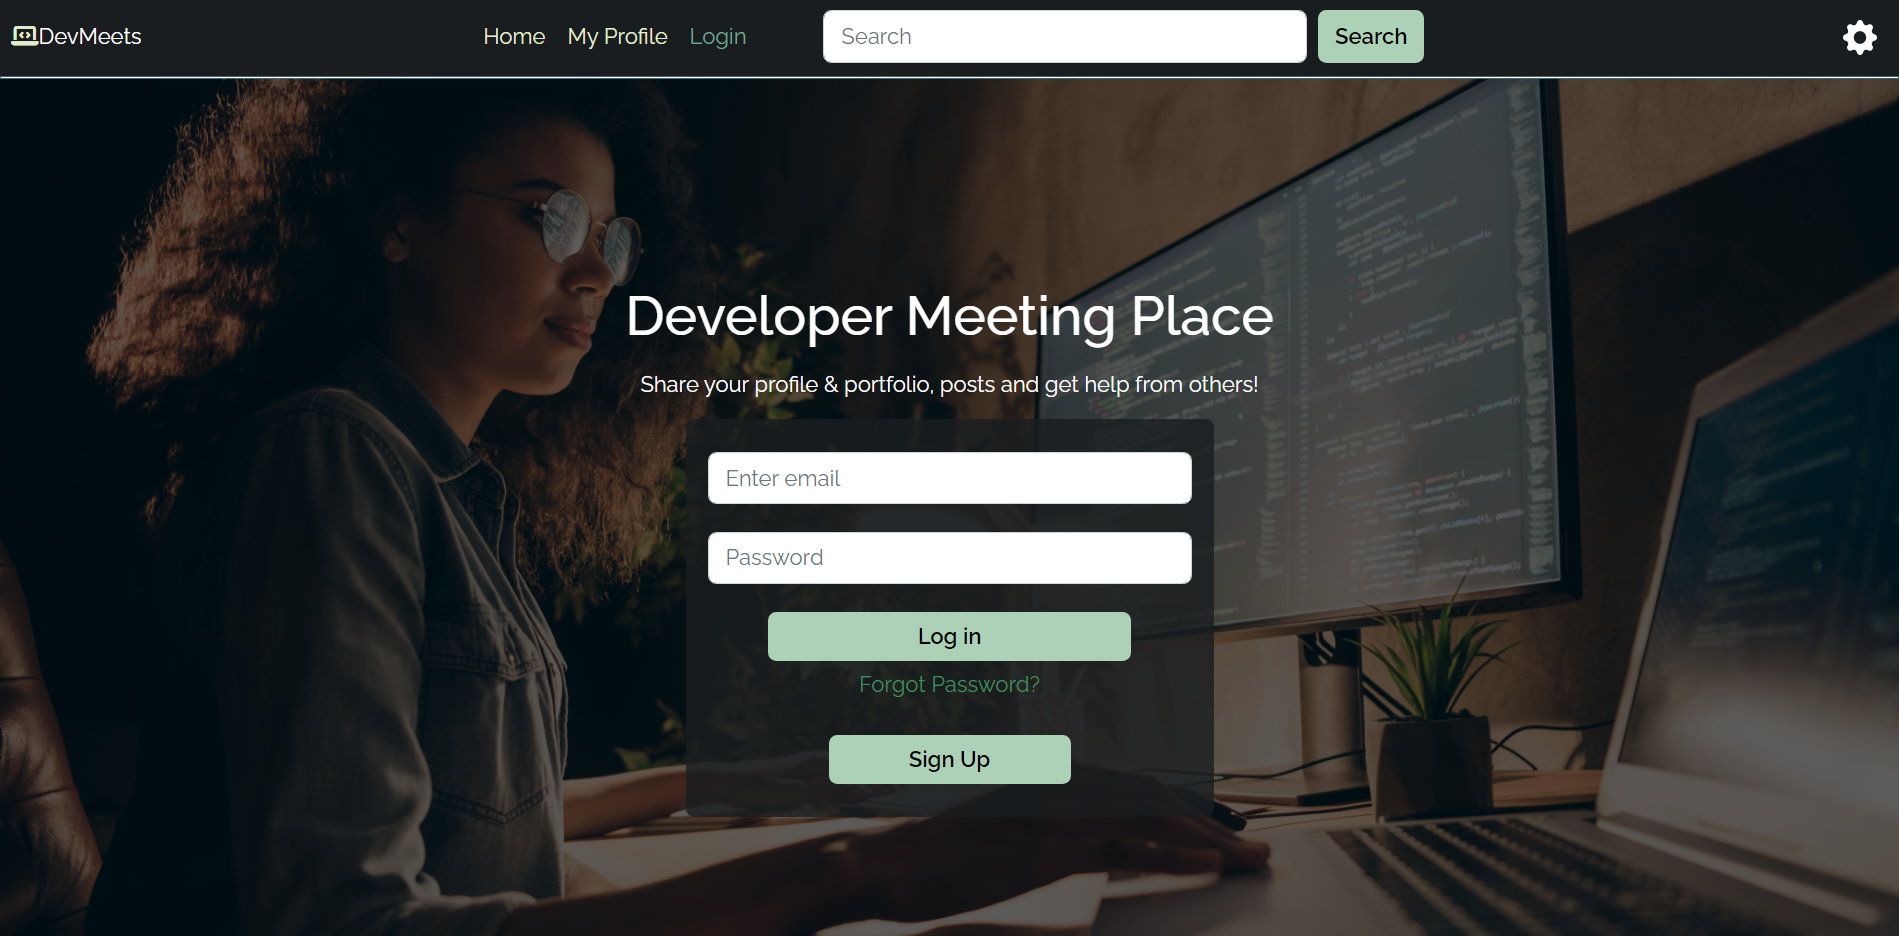 DevMeets
Home My Profile Login
Search
Search
Developer Meeting Place
Share your profile & portfolio, posts and get help from others!
Enter email
Password
Log in
Forgot Password?
Sign Up